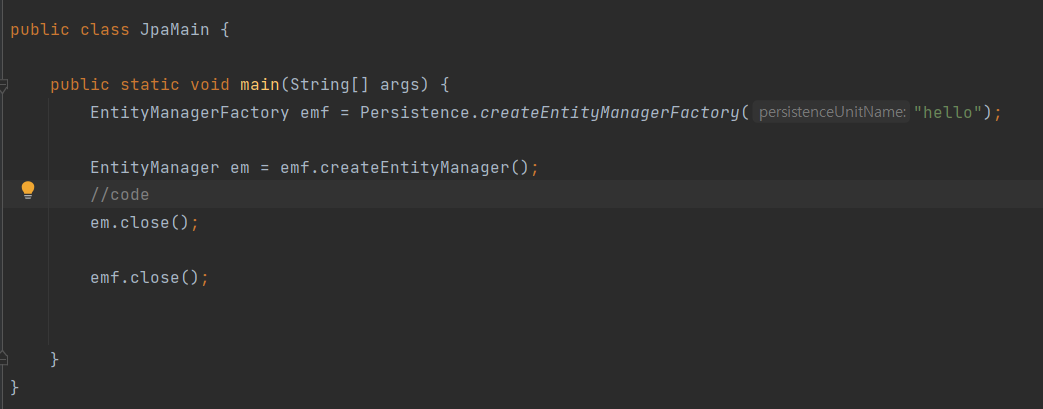 public class JpaMain {
public static void main(String[] args) {
EntityManagerFactory emf = Persistence.createEntityManagerFactory( persistenceUnitName: "hello");
EntityManager em = emf.createEntityManager();
//code
em.close();
emf.close();
}
}